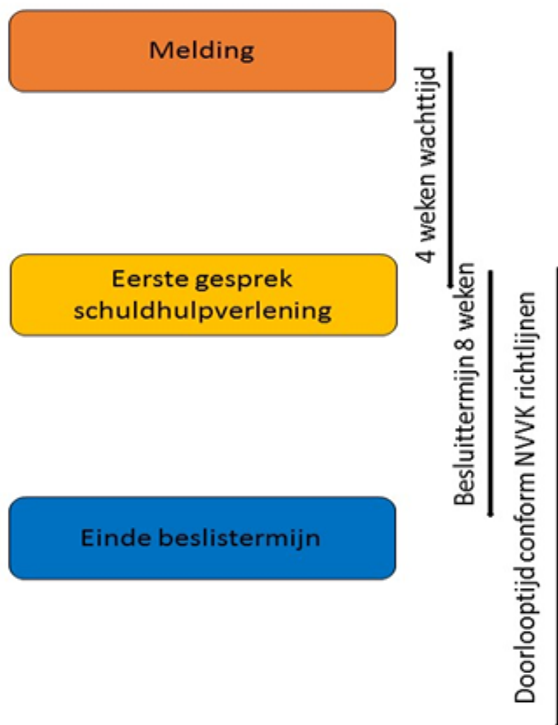 Melding
4 weken wachttijd
Eerste gesprek
schuldhulpverlening
Besluittermijn 8 weken
Doorlooptijd conform NVVK richtlijnen
Einde beslistermijn